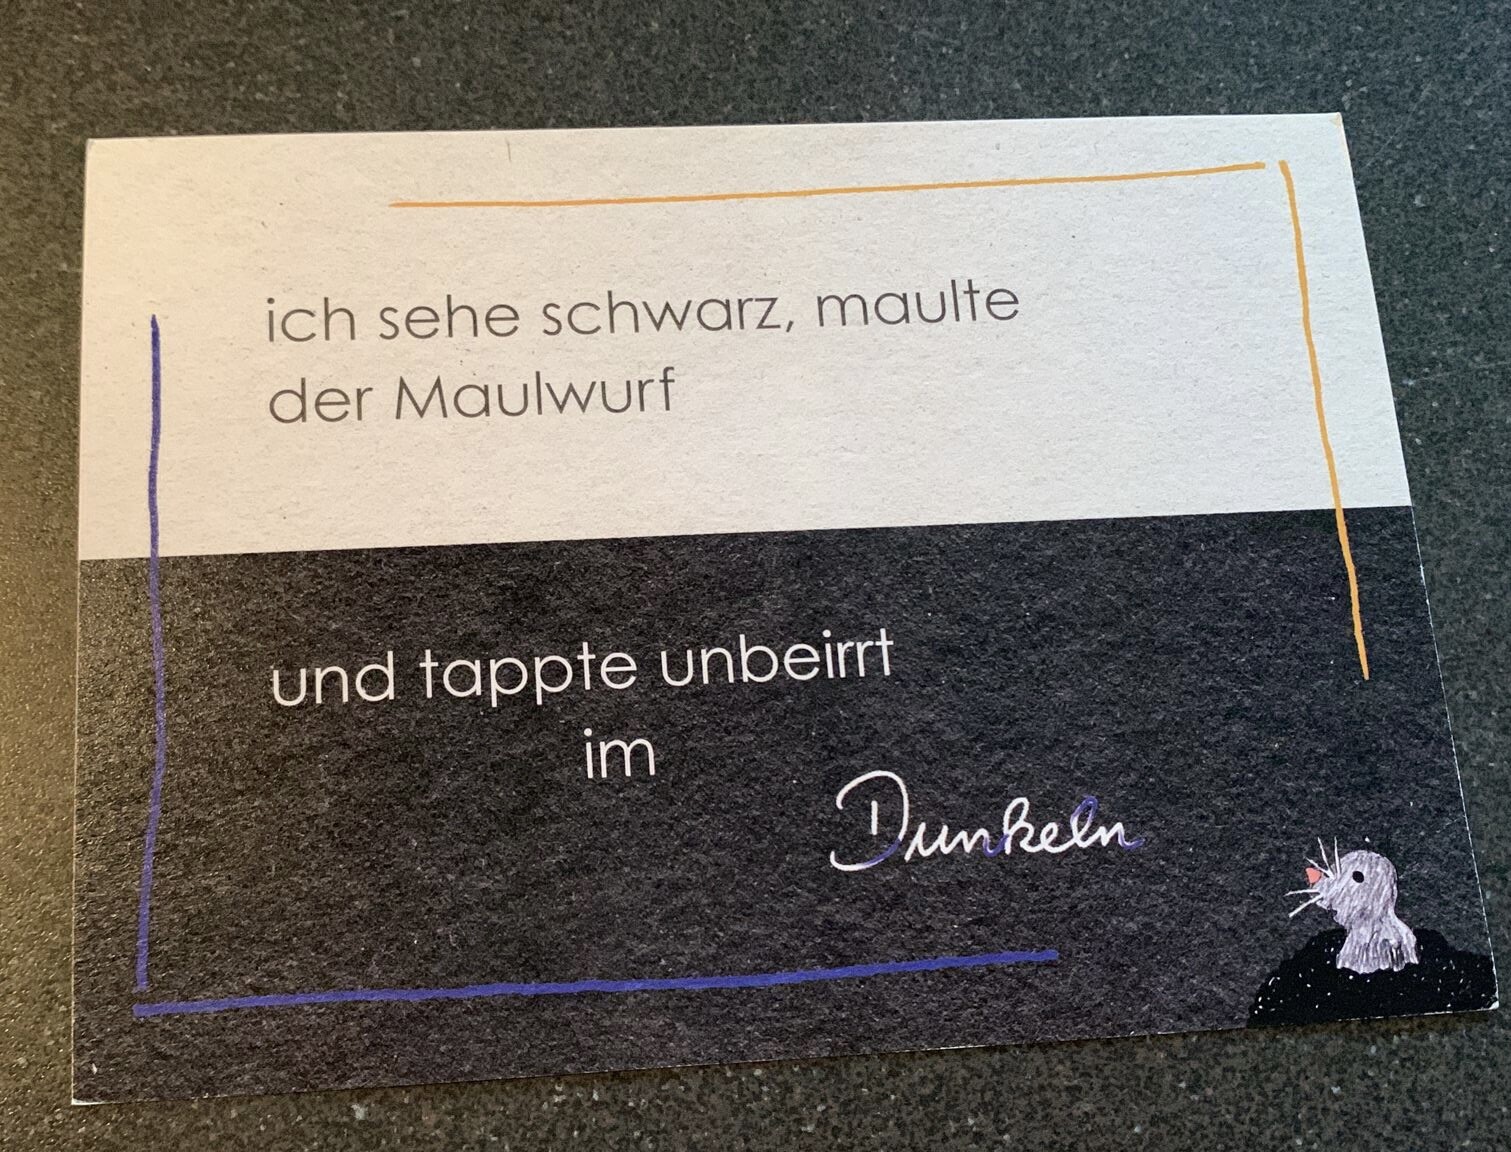 ich sehe schwarz, maulte
der Maulwurf
und tappte unbeirrt
im
Dunkeln